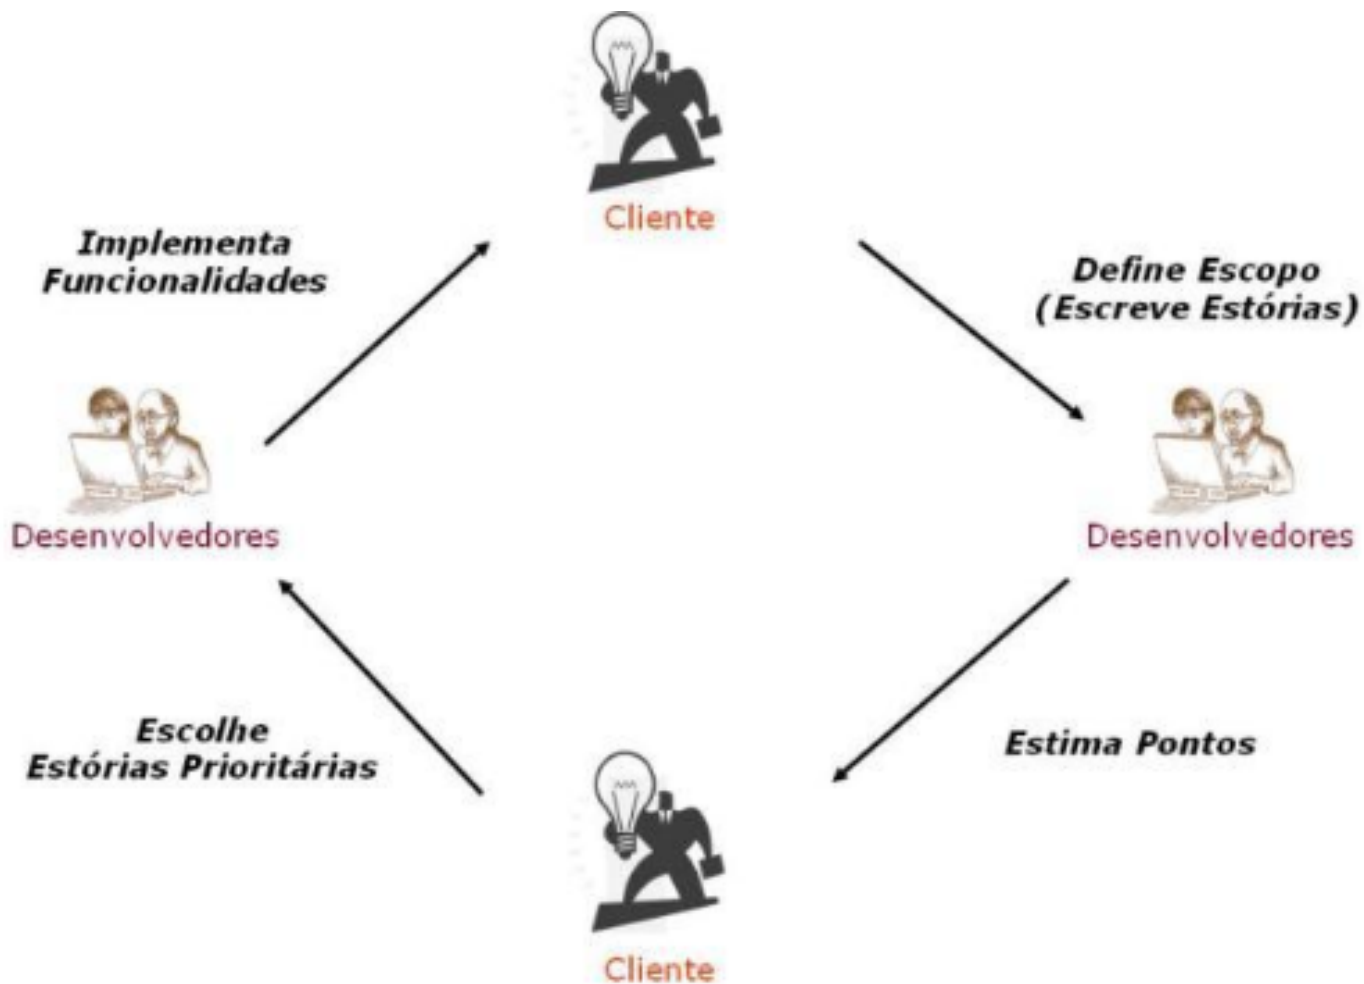 Cliente
Implementa
Funcionalidades
Define Escopo
(Escreve Estórias)
Desenvolvedores
Desenvolvedores
Escolhe
Estórias Prioritárias
Estima Pontos
Cliente